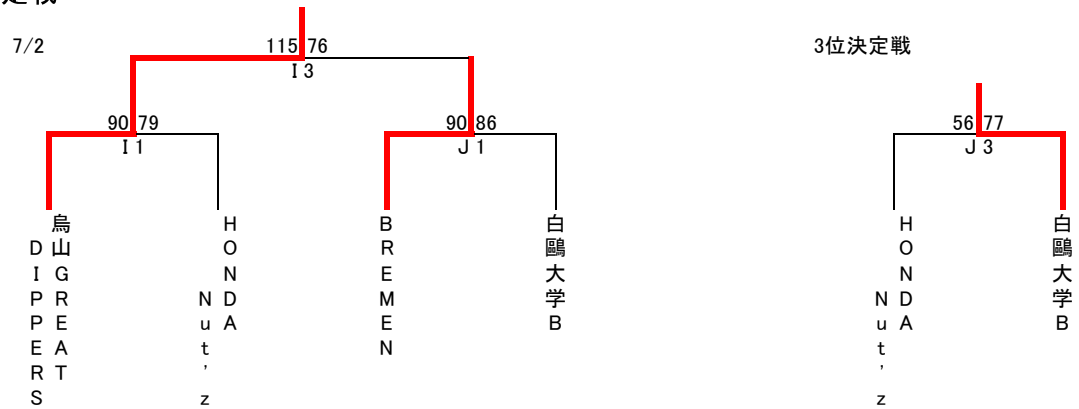 7/2
115 76
I3
3位決定戦
90 79
I1
90 86
J1
56 77
J3
烏山GREAT
DIPPERS
HONDA
Nut'z
BREMEN
白鷗大学B
HONDA
Nut'z
白鷗大学B